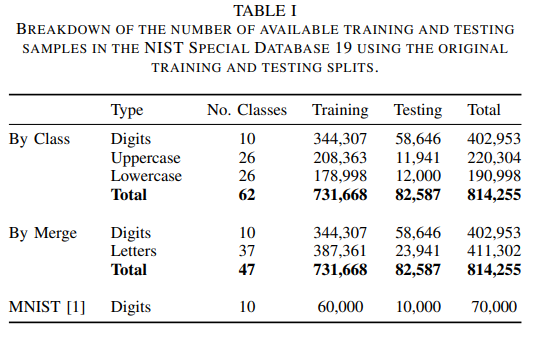 TABLE I
BREAKDOWN OF THE NUMBER OF AVAILABLE TRAINING AND TESTING
SAMPLES IN THE NIST SPECIAL DATABASE 19 USING THE ORIGINAL
TRAINING AND TESTING SPLITS.
Type No. Classes Training Testing Total
By Class Digits 10 344,307 58,646 402,953
Uppercase 26 208,363 11,941 220,304
Lowercase 26 178,998 12,000 190,998
Total 62 731,668 82,587 814,255
By Merge Digits 10 344,307 58,646 402,953
Letters 37 387,361 23,941 411,302
Total 47 731,668 82,587 814,255
MNIST [1] Digits 10 60,000 10,000 70,000